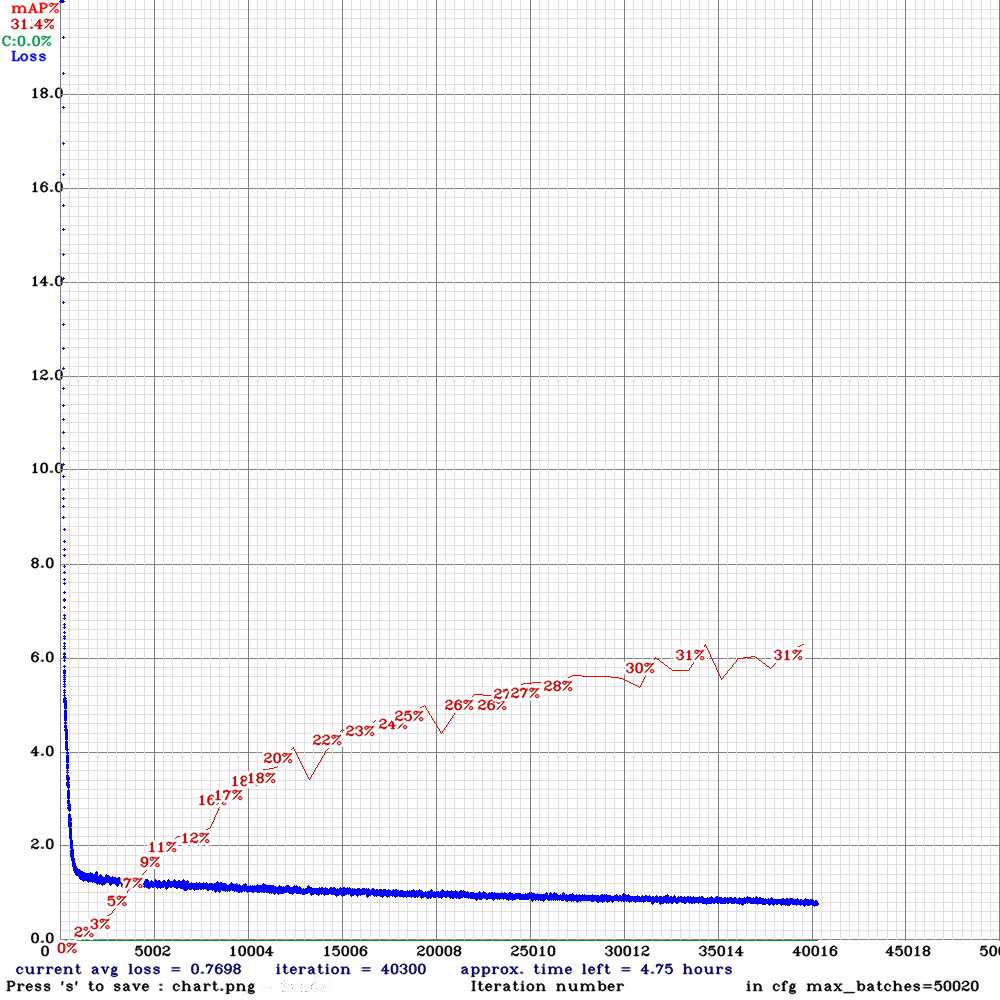 mAP%
31.4%
C:0.0%
Loss
18.0
16.0
14.0
12.0
10.0
8.0
6.0
4.0
2.0
0.0
0% 2% 3% 5% 7% 9% 11% 12% 16% 17% 18% 18% 20% 22% 23% 24% 25% 26% 26% 27% 27% 28% 30% 31% 31%
0 5002 10004 15006 20008 25010 30012 35014 40016 45018
current avg loss = 0.7698 iteration = 40300 approx. time left = 4.75 hours
Press 's' to save : chart.png Iteration number in cfg max_batches=50020